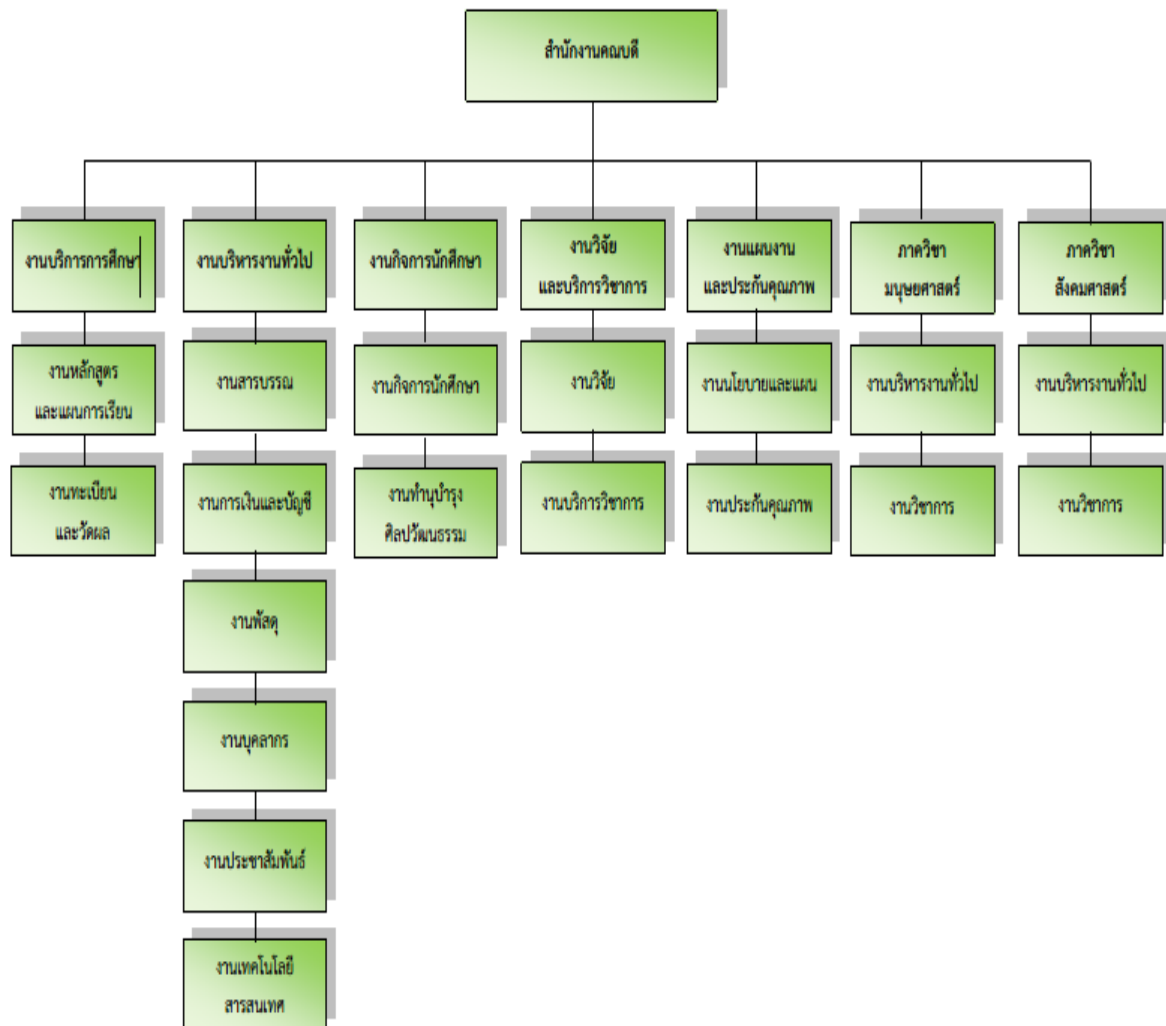 สำนักงานคณบดี
งานบริการการศึกษา
งานบริหารงานทั่วไป
งานกิจการนักศึกษา
งานวิจัย
และบริการวิชาการ
งานแผนงาน
และประกันคุณภาพ
ภาควิชา
มนุษยศาสตร์
ภาควิชา
สังคมศาสตร์
งานหลักสูตร
และแผนการเรียน
งานสารบรรณ
งานกิจการนักศึกษา
งานวิจัย
งานนโยบายและแผน
งานบริหารงานทั่วไป
งานบริหารงานทั่วไป
งานทะเบียน
และวัดผล
งานการเงินและบัญชี
งานทำนุบำรุง
ศิลปวัฒนธรรม
งานบริการวิชาการ
งานประกันคุณภาพ
งานวิชาการ
งานวิชาการ
งานพัสดุ
งานบุคลากร
งานประชาสัมพันธ์
งานเทคโนโลยี
สารสนเทศ